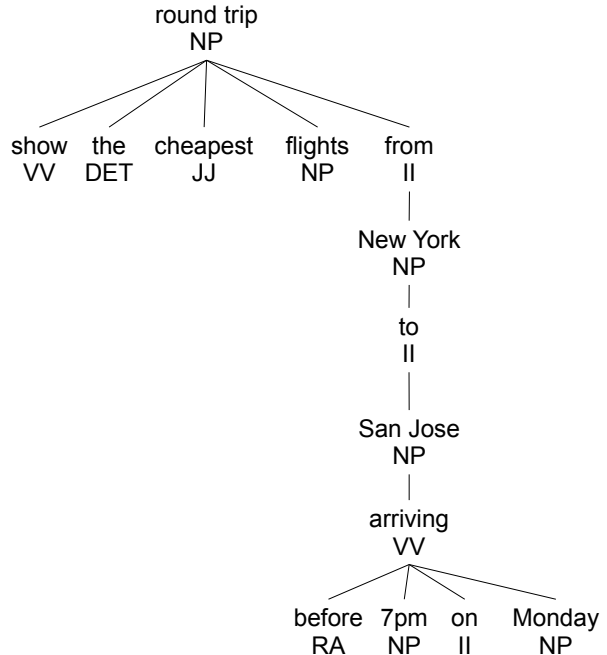 round trip
NP
show the cheapest flights from
VV DET JJ NP II
New York
NP
to
II
San Jose
NP
arriving
VV
before 7pm on Monday
RA NP II NP